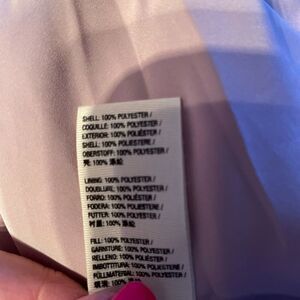 SHELL: 100% POLYESTER /
COQUILLE: 100% POLYESTER /
EXTERIOR: 100% POLIÉSTER /
SHELL: 100% POLIESTERE /
OBERSTOFF: 100% POLYESTER /
100%
LINING: 100% POLYESTER /
DOUBLURE: 100% POLYESTER /
FORRO: 100% POLIÉSTER /
FODERA: 100% POLIESTERE /
FUTTER: 100% POLYESTER /
100%
FILL: 100% POLYESTER /
GARNITURE: 100% POLYESTER /
RELLENO: 100% POLIÉSTER /
IMBOTTITURA: 100% POLIESTERE /
FÜLLMATERIAL: 100% POLYESTER /
100%